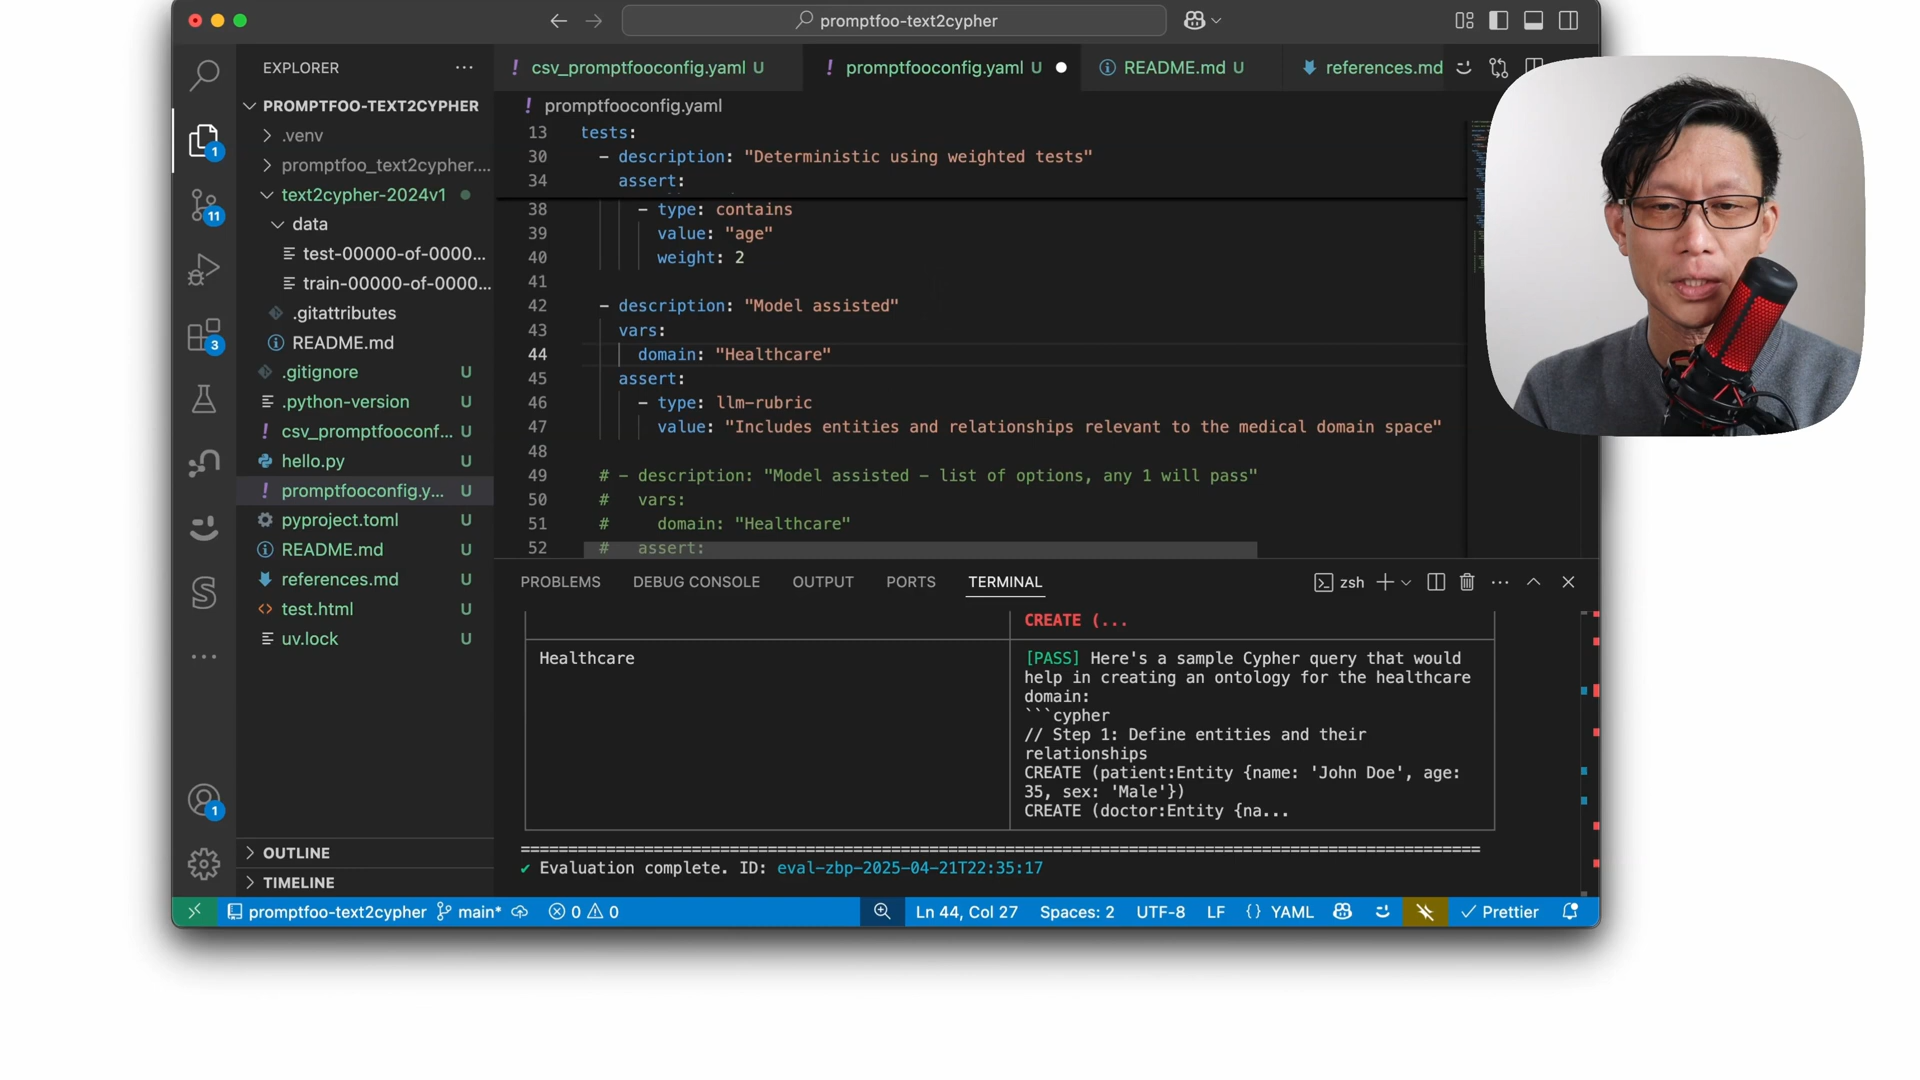 promptfoo-text2cypher
EXPLORER
csv_promptfooconfig.yaml U
promptfooconfig.yaml U
README.md U
references.md
PROMPTFOO-TEXT2CYPHER
.venv
promptfoo_text2cypher....
text2cypher-2024v1
data
test-00000-of-0000...
train-00000-of-0000...
.gitattributes
README.md
.gitignore U
.python-version U
csv_promptfooconf... U
hello.py U
promptfooconfig.y... U
pyproject.toml U
README.md U
references.md U
test.html U
uv.lock U
OUTLINE
TIMELINE
1
11
3
1
promptfooconfig.yaml
13 tests:
30 - description: "Deterministic using weighted tests"
34 assert:
38 - type: contains
39 value: "age"
40 weight: 2
41
42 - description: "Model assisted"
43 vars:
44 domain: "Healthcare"
45 assert:
46 - type: llm-rubric
47 value: "Includes entities and relationships relevant to the medical domain space"
48
49 # - description: "Model assisted - list of options, any 1 will pass"
50 # vars:
51 # domain: "Healthcare"
52 # assert:
PROBLEMS DEBUG CONSOLE OUTPUT PORTS TERMINAL
zsh
CREATE (...
Healthcare
[PASS] Here's a sample Cypher query that would
help in creating an ontology for the healthcare
domain:
```cypher
// Step 1: Define entities and their
relationships
CREATE (patient:Entity {name: 'John Doe', age:
35, sex: 'Male'})
CREATE (doctor:Entity {na...
✔ Evaluation complete. ID: eval-zbp-2025-04-21T22:35:17
promptfoo-text2cypher main* 0 0 Ln 44, Col 27 Spaces: 2 UTF-8 LF {} YAML Prettier